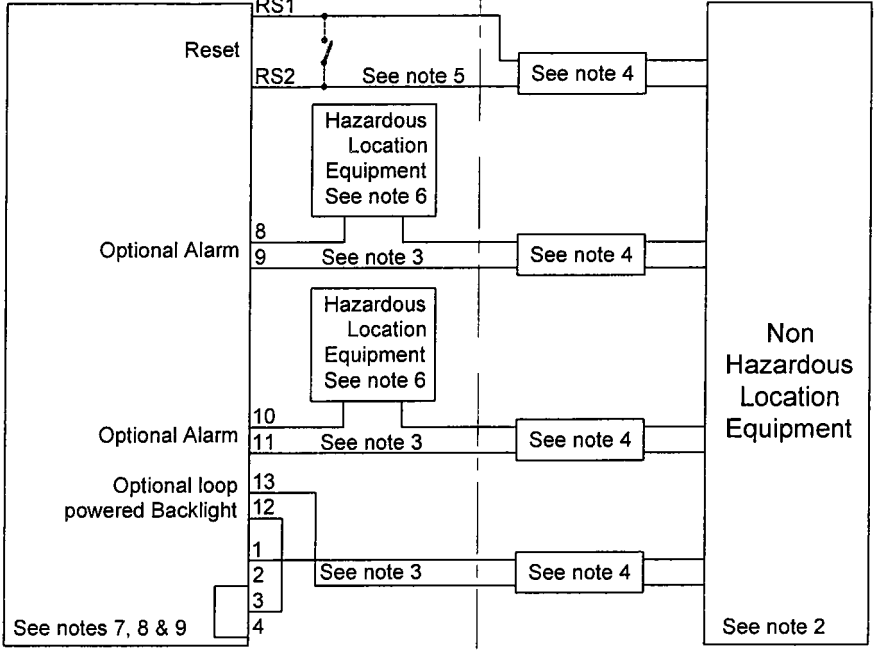 RS1
Reset
RS2
See note 5
See note 4
Hazardous
Location
Equipment
See note 6
8
Optional Alarm
9
See note 3
See note 4
Hazardous
Location
Equipment
See note 6
10
Optional Alarm
11
See note 3
See note 4
Optional loop
powered Backlight
13
12
1
2
3
4
See note 3
See note 4
See notes 7, 8 & 9
Non
Hazardous
Location
Equipment
See note 2